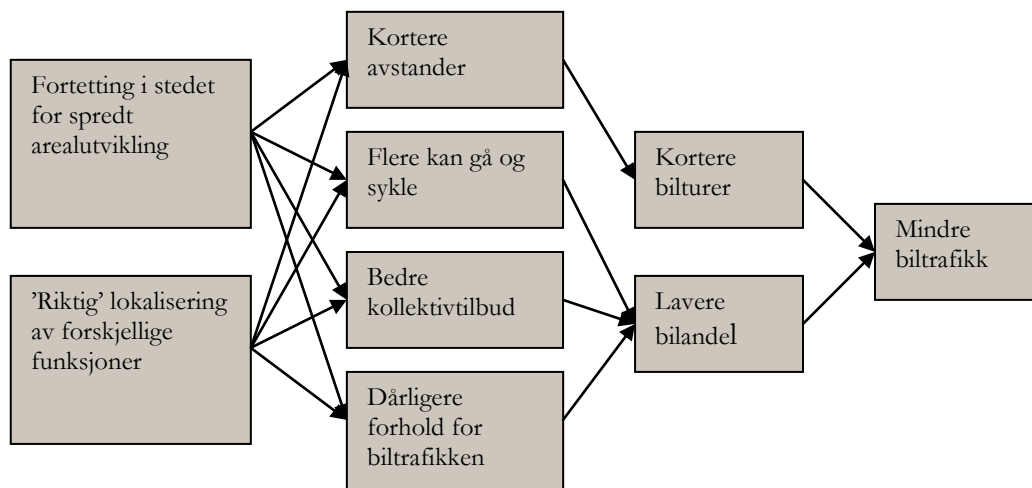 Fortetting i stedet
for spredt
arealutvikling
'Riktig' lokalisering
av forskjellige
funksjoner
Kortere
avstander
Flere kan gå og
sykle
Bedre
kollektivtilbud
Dårligere
forhold for
biltrafikken
Kortere
bilturer
Lavere
bilandel
Mindre
biltrafikk